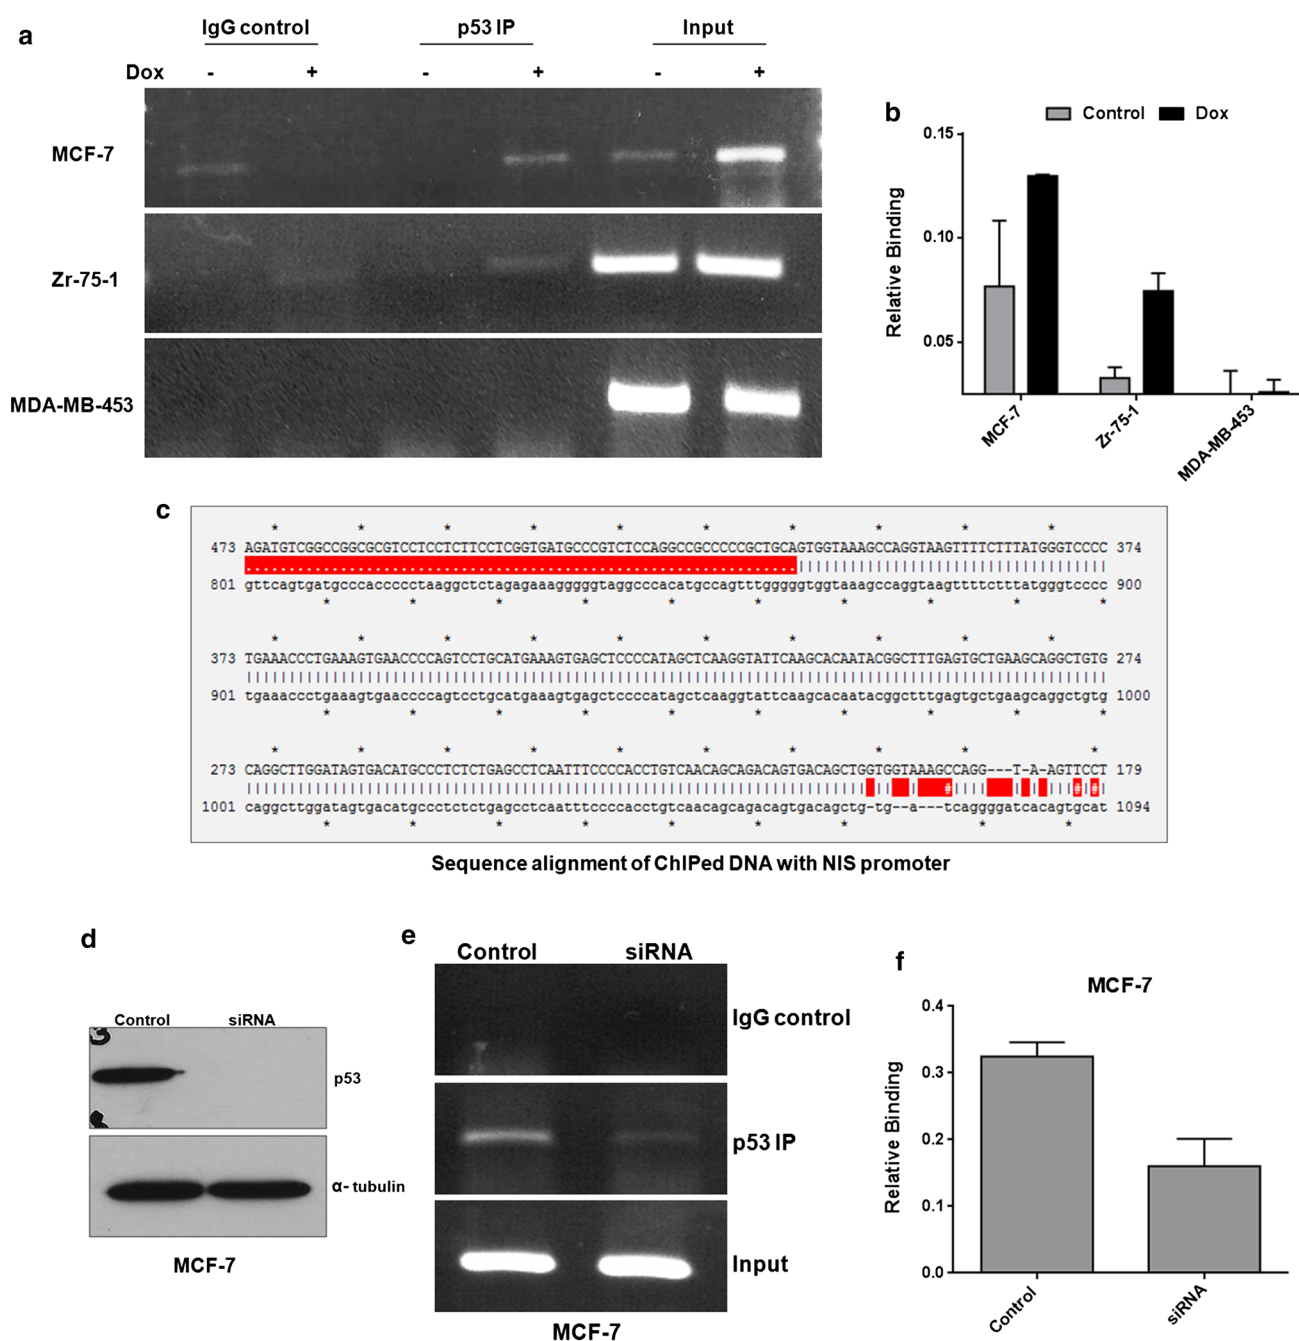 a
IgG control p53 IP Input
Dox - + - + - +
MCF-7
Zr-75-1
MDA-MB-453
b
Control Dox
Relative Binding
0.15
0.10
0.05
MCF-7 Zr-75-1 MDA-MB-453
c
* * * * * * * * * *
473 AGATGTCGGCCGGCGCGTCCTCCTCTTCCTCGGTGATGCCCGTCTCCAGGCCGCCCCCGCTGCAGTGGTAAAGCCAGGTAAGTTTTCTTTATGGGTCCCC 374
801 gttcagtgatgcccacccccctaaggctctagagaaagggggtaggcccacatgccagtttgggggtggtaaagccaggtaagttttctttatgggtcccc 900
* * * * * * * * * *
* * * * * * * * * *
373 TGAAACCCTGAAAGTGAACCCCAGTCCTGCATGAAAGTGAGCTCCCCATAGCTCAAGGTATTCAAGCACAATACGGCTTTGAGTGCTGAAGCAGGCTGTG 274
901 tgaaaccctgaaagtgaaccccagtcctgcatgaaagtgagctccccatagctcaaggtattcaagcacaatacggctttgagtgctgaagcaggctgtg 1000
* * * * * * * * * *
* * * * * * * * * *
273 CAGGCTTGGATAGTGACATGCCCTCTCTGAGCCTCAATTTCCCCACCTGTCAACAGCAGACAGTGACAGCTGGTGGTAAAGCCAGG---T-A-AGTTCCT 179
1001 caggcttggatagtgacatgccctctctgagcctcaatttccccacctgtcaacagcagacagtgacagctg-tg--a---tcaggggatcacagtgcat 1094
* * * * * * * * *
Sequence alignment of ChIPed DNA with NIS promoter
d
Control siRNA
p53
α- tubulin
MCF-7
e
Control siRNA
IgG control
p53 IP
Input
MCF-7
f
MCF-7
Relative Binding
0.4
0.3
0.2
0.1
0.0
Control siRNA